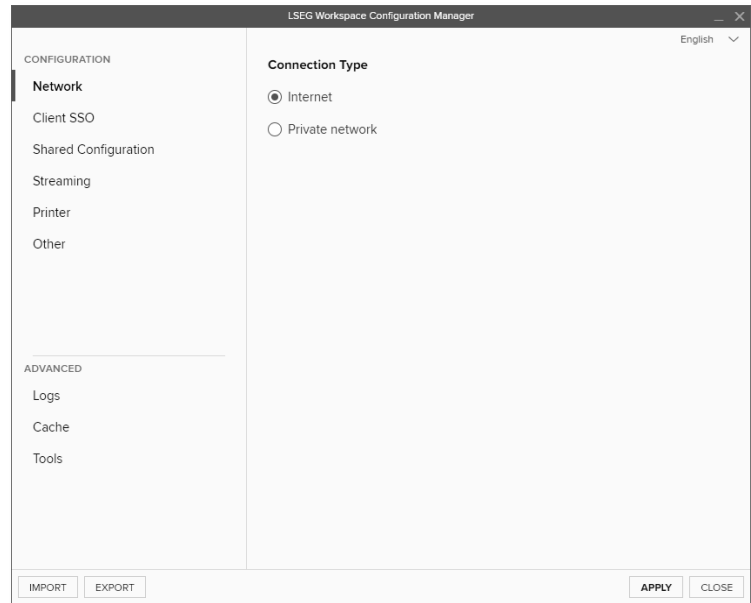 LSEG Workspace Configuration Manager
English
CONFIGURATION
Network
Client SSO
Shared Configuration
Streaming
Printer
Other
ADVANCED
Logs
Cache
Tools
Connection Type
Internet
Private network
IMPORT EXPORT APPLY CLOSE